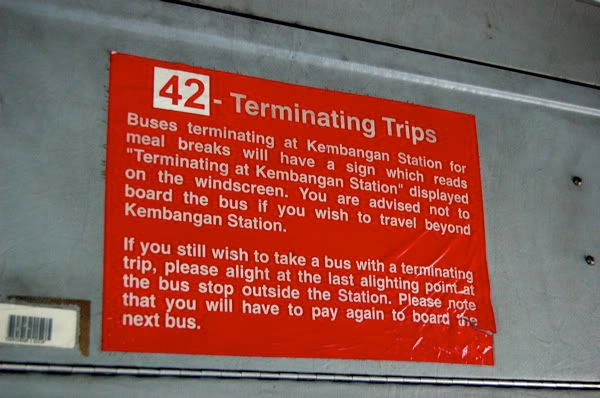 42 - Terminating Trips
Buses terminating at Kembangan Station for
meal breaks will have a sign which reads
"Terminating at Kembangan Station" displayed
on the windscreen. You are advised not to
board the bus if you wish to travel beyond
Kembangan Station.
If you still wish to take a bus with a terminating
trip, please alight at the last alighting point at
the bus stop outside the Station. Please note
that you will have to pay again to board the
next bus.